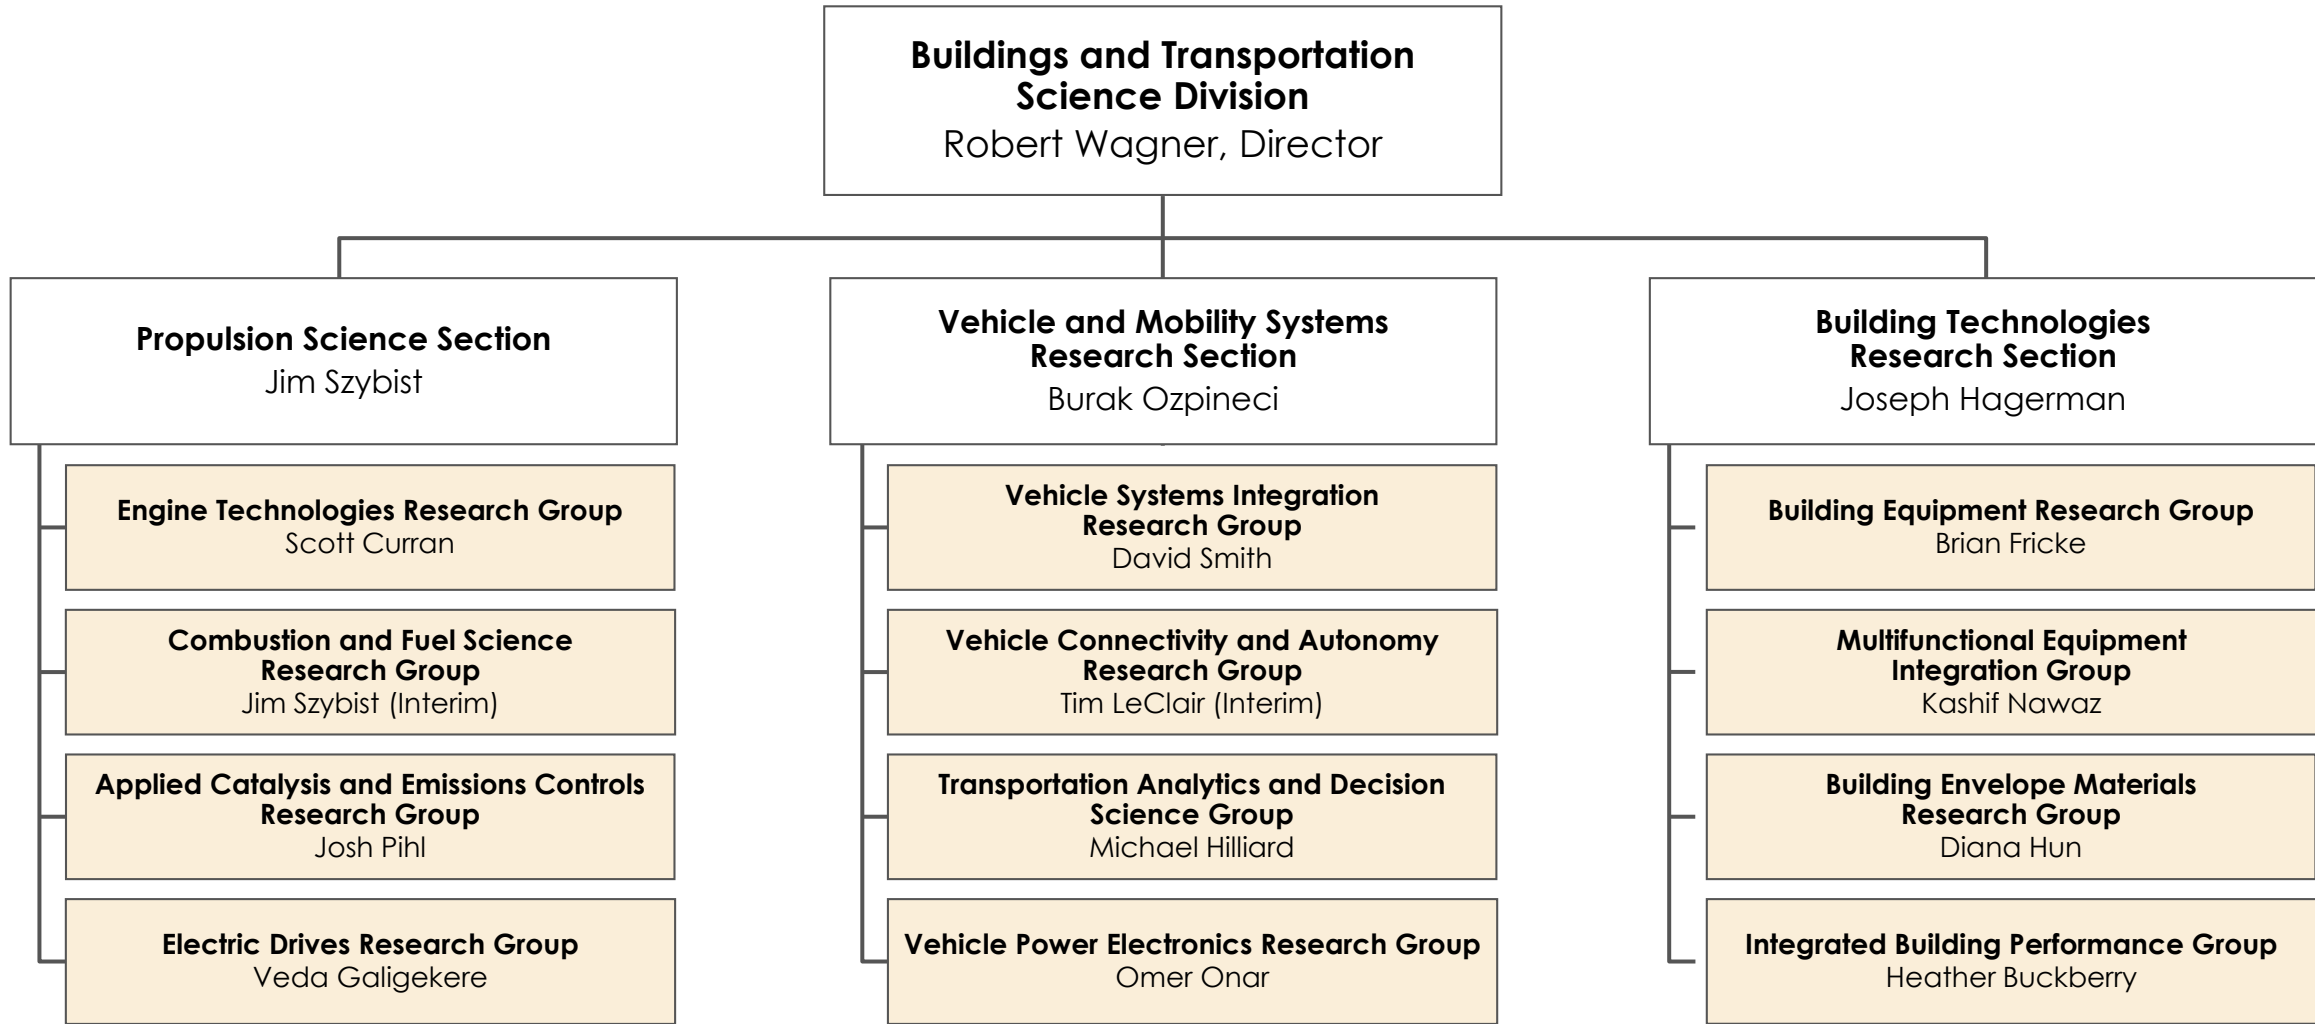 Buildings and Transportation
Science Division
Robert Wagner, Director
Propulsion Science Section
Jim Szybist
Engine Technologies Research Group
Scott Curran
Combustion and Fuel Science
Research Group
Jim Szybist (Interim)
Applied Catalysis and Emissions Controls
Research Group
Josh Pihl
Electric Drives Research Group
Veda Galigekere
Vehicle and Mobility Systems
Research Section
Burak Ozpineci
Vehicle Systems Integration
Research Group
David Smith
Vehicle Connectivity and Autonomy
Research Group
Tim LeClair (Interim)
Transportation Analytics and Decision
Science Group
Michael Hilliard
Vehicle Power Electronics Research Group
Omer Onar
Building Technologies
Research Section
Joseph Hagerman
Building Equipment Research Group
Brian Fricke
Multifunctional Equipment
Integration Group
Kashif Nawaz
Building Envelope Materials
Research Group
Diana Hun
Integrated Building Performance Group
Heather Buckberry